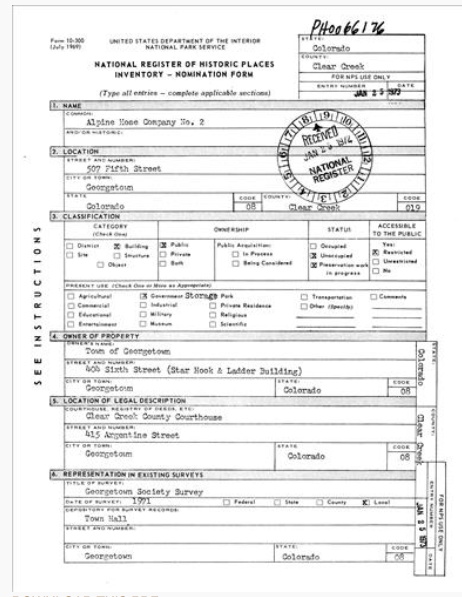 PH0066176
Form 10-300
(July 1969)
UNITED STATES DEPARTMENT OF THE INTERIOR
NATIONAL PARK SERVICE
NATIONAL REGISTER OF HISTORIC PLACES
INVENTORY - NOMINATION FORM
(Type all entries - complete applicable sections)
STATE:
Colorado
COUNTY:
Clear Creek
FOR NPS USE ONLY
ENTRY NUMBER DATE
JAN 25 1973
1. NAME
COMMON:
Alpine Hose Company No. 2
AND/OR HISTORIC:
RECEIVED
NATIONAL
REGISTER
2. LOCATION
STREET AND NUMBER:
507 Fifth Street
CITY OR TOWN:
Georgetown
STATE CODE COUNTY: CODE
Colorado 08 Clear Creek 019
3. CLASSIFICATION
CATEGORY
(Check One)
OWNERSHIP
STATUS
ACCESSIBLE
TO THE PUBLIC
District Building
Site Structure
Object
Public
Private
Both
Public Acquisition:
In Process
Being Considered
Occupied
Unoccupied
Preservation work
in progress
Yes:
Restricted
Unrestricted
No
PRESENT USE (Check One or More as Appropriate)
Agricultural Government Storage Park Transportation Comments
Commercial Industrial Private Residence Other (Specify)
Educational Military Religious
Entertainment Museum Scientific
4. OWNER OF PROPERTY
OWNER'S NAME:
Town of Georgetown
STREET AND NUMBER:
404 Sixth Street (Star Hook & Ladder Building)
CITY OR TOWN: STATE: CODE
Georgetown Colorado 08
5. LOCATION OF LEGAL DESCRIPTION
COURTHOUSE, REGISTRY OF DEEDS, ETC:
Clear Creek County Courthouse
STREET AND NUMBER:
415 Argentine Street
CITY OR TOWN: STATE CODE
Georgetown Colorado 08
6. REPRESENTATION IN EXISTING SURVEYS
TITLE OF SURVEY:
Georgetown Society Survey
DATE OF SURVEY: 1971 Federal State County Local
DEPOSITORY FOR SURVEY RECORDS:
Town Hall
STREET AND NUMBER:
CITY OR TOWN: STATE: CODE
Georgetown Colorado 08
SEE INSTRUCTIONS
STATE:
Colorado
COUNTY:
Clear Creek
ENTRY NUMBER
DATE
JAN 25 1973
FOR NPS USE ONLY